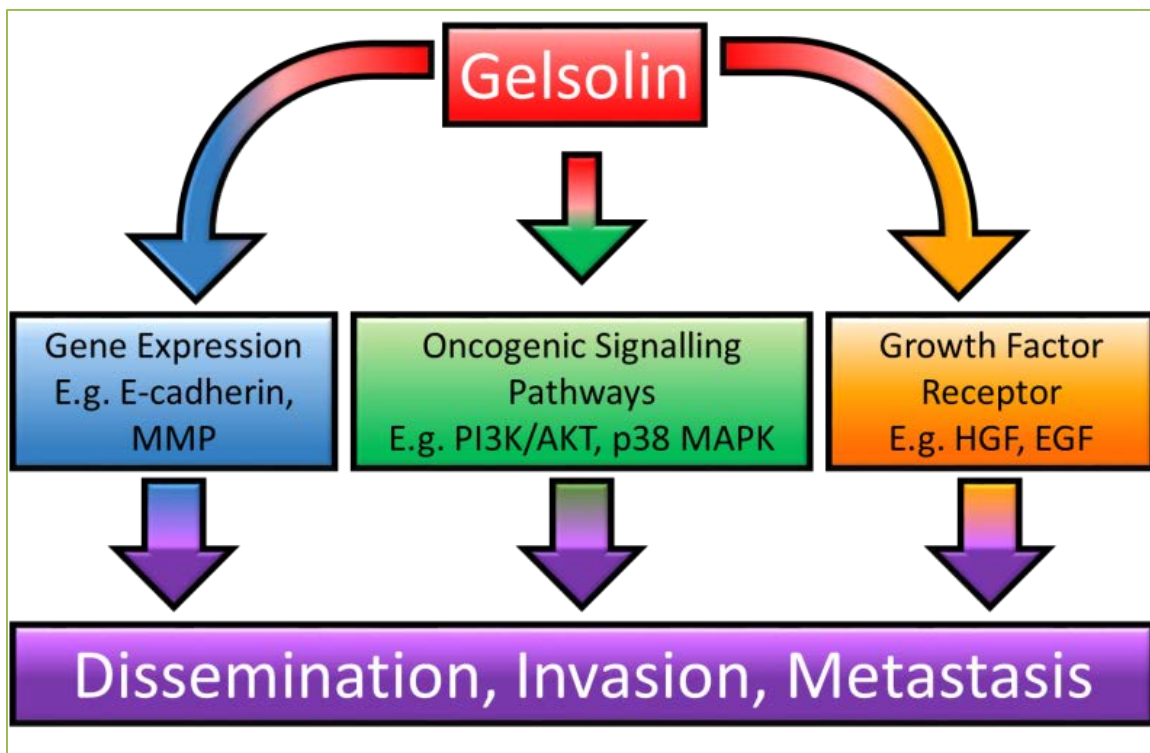 Gelsolin
Gene Expression
E.g. E-cadherin,
MMP
Oncogenic Signalling
Pathways
E.g. PI3K/AKT, p38 MAPK
Growth Factor
Receptor
E.g. HGF, EGF
Dissemination, Invasion, Metastasis